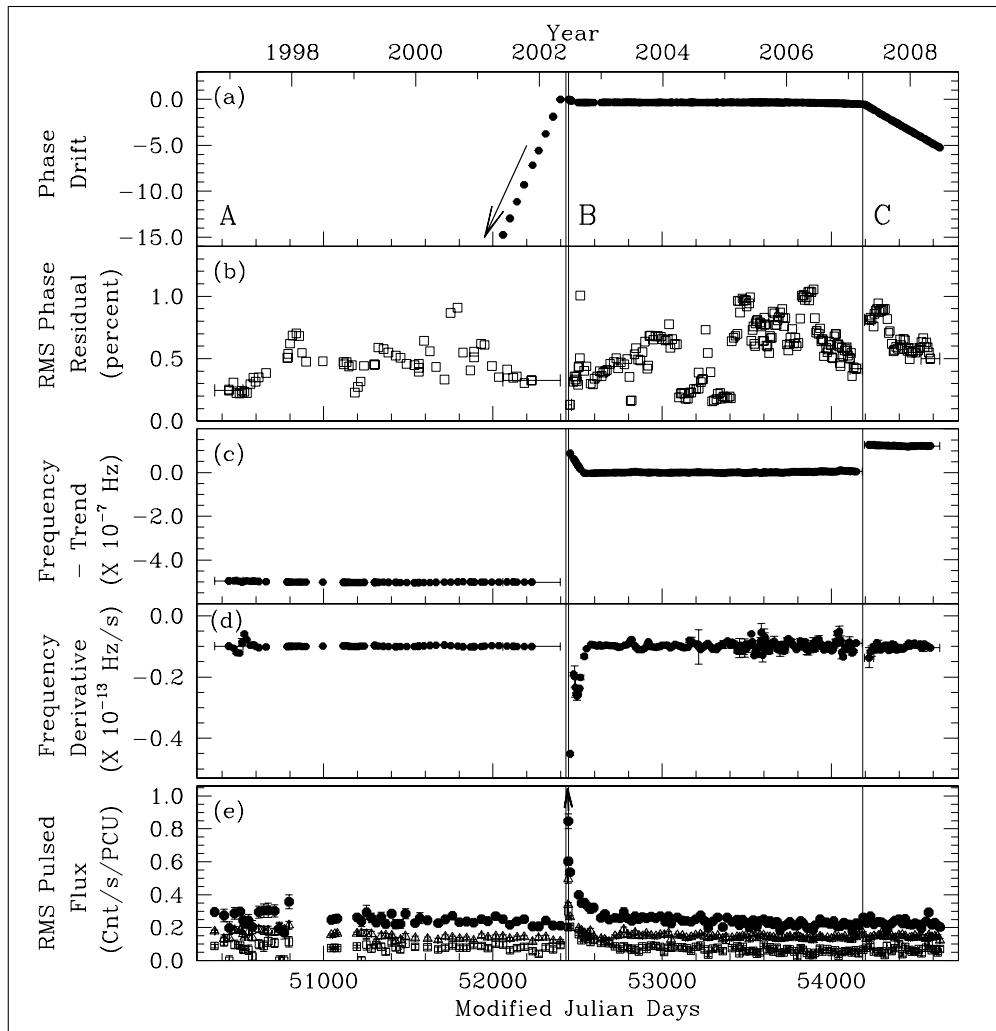 Year
1998 2000 2002 2004 2006 2008
(a)
0.0
−5.0
−10.0
−15.0
Phase
Drift
A B C
(b)
1.0
0.5
0.0
RMS Phase
Residual
(percent)
(c)
0.0
−2.0
−4.0
Frequency
− Trend
(X 10⁻⁷ Hz)
(d)
0.0
−0.2
−0.4
Frequency
Derivative
(X 10⁻¹³ Hz/s)
(e)
1.0
0.8
0.6
0.4
0.2
0.0
RMS Pulsed
Flux
(Cnt/s/PCU)
51000 52000 53000 54000
Modified Julian Days